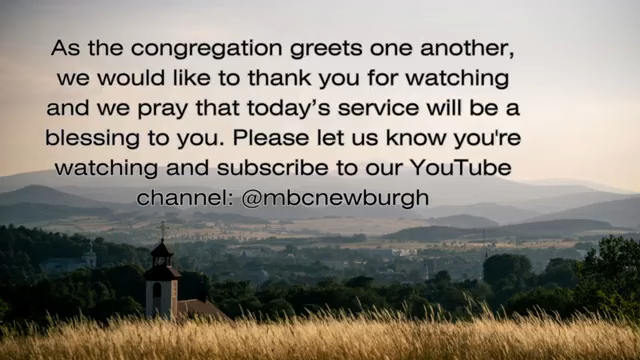 As the congregation greets one another,
we would like to thank you for watching
and we pray that today’s service will be a
blessing to you. Please let us know you're
watching and subscribe to our YouTube
channel: @mbcnewburgh